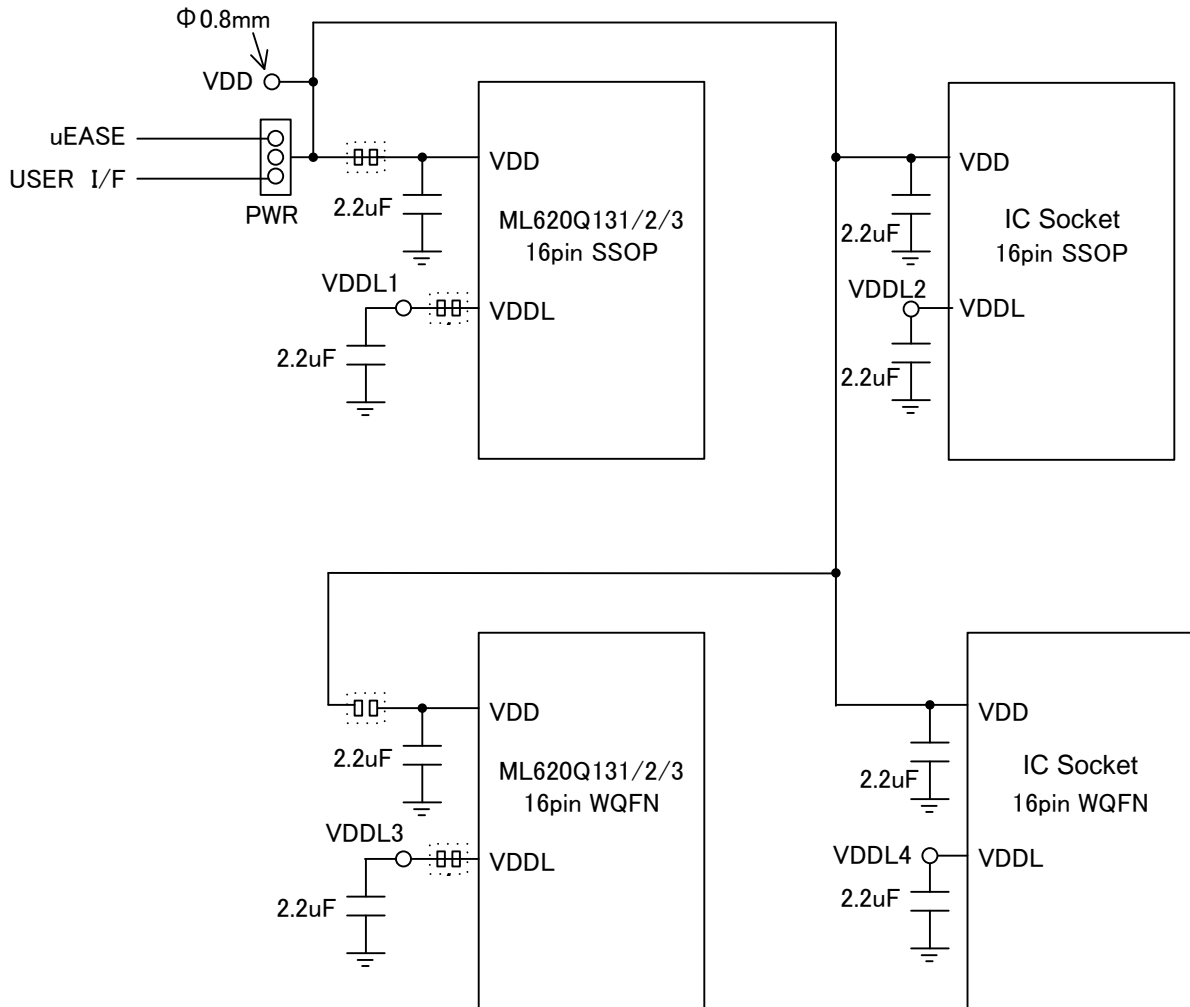 Φ0.8mm
VDD
uEASE
USER I/F
PWR
2.2uF
VDD
ML620Q131/2/3
16pin SSOP
VDDL1
VDDL
2.2uF
VDD
2.2uF
IC Socket
16pin SSOP
VDDL2
VDDL
2.2uF
VDD
2.2uF
ML620Q131/2/3
16pin WQFN
VDDL3
VDDL
2.2uF
VDD
2.2uF
IC Socket
16pin WQFN
VDDL4
VDDL
2.2uF